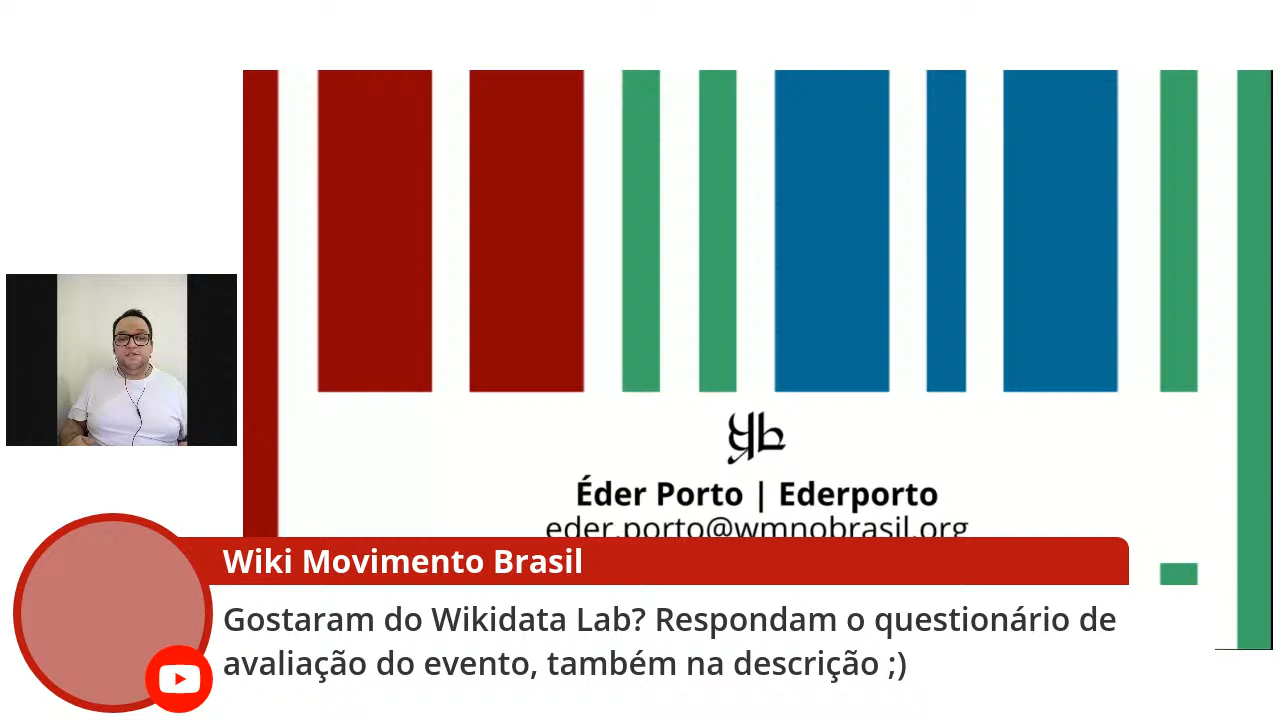 Éder Porto | Ederporto
eder.porto@wmnobrasil.org
Wiki Movimento Brasil
Gostaram do Wikidata Lab? Respondam o questionário de
avaliação do evento, também na descrição ;)